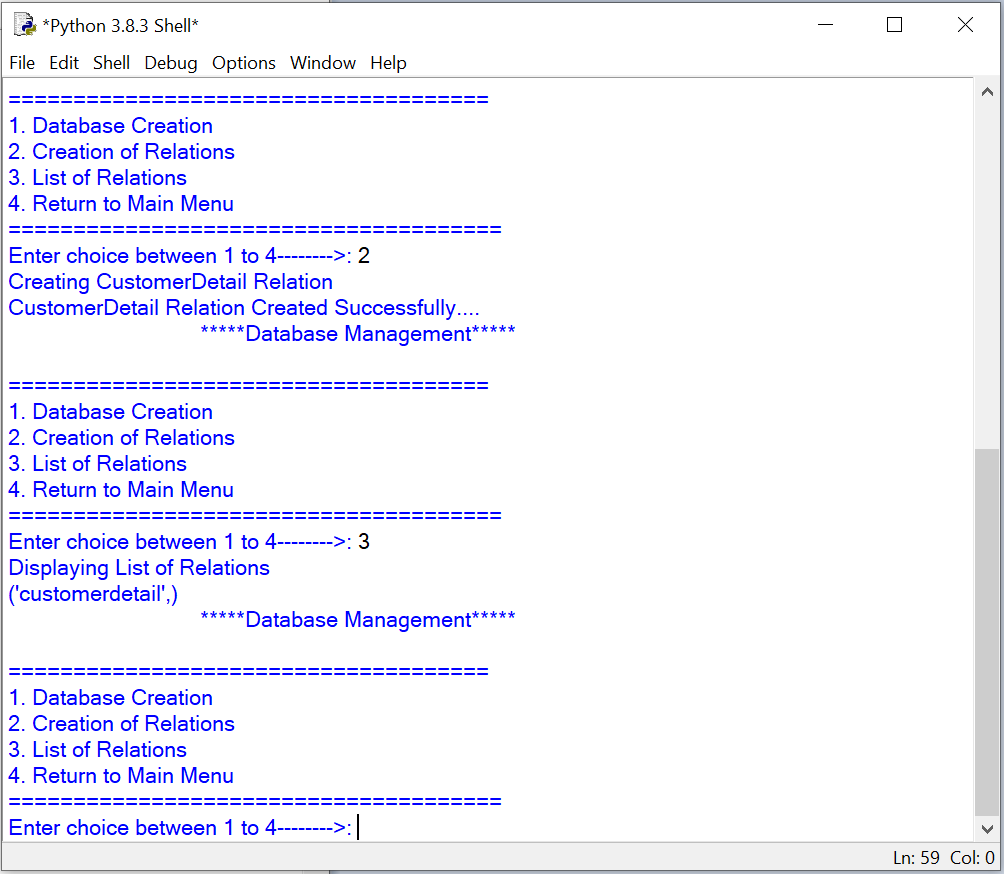 *Python 3.8.3 Shell*
File Edit Shell Debug Options Window Help
=====================================
1. Database Creation
2. Creation of Relations
3. List of Relations
4. Return to Main Menu
======================================
Enter choice between 1 to 4-------->: 2
Creating CustomerDetail Relation
CustomerDetail Relation Created Successfully....
*****Database Management*****
=====================================
1. Database Creation
2. Creation of Relations
3. List of Relations
4. Return to Main Menu
======================================
Enter choice between 1 to 4-------->: 3
Displaying List of Relations
('customerdetail',)
*****Database Management*****
=====================================
1. Database Creation
2. Creation of Relations
3. List of Relations
4. Return to Main Menu
======================================
Enter choice between 1 to 4-------->:
Ln: 59 Col: 0